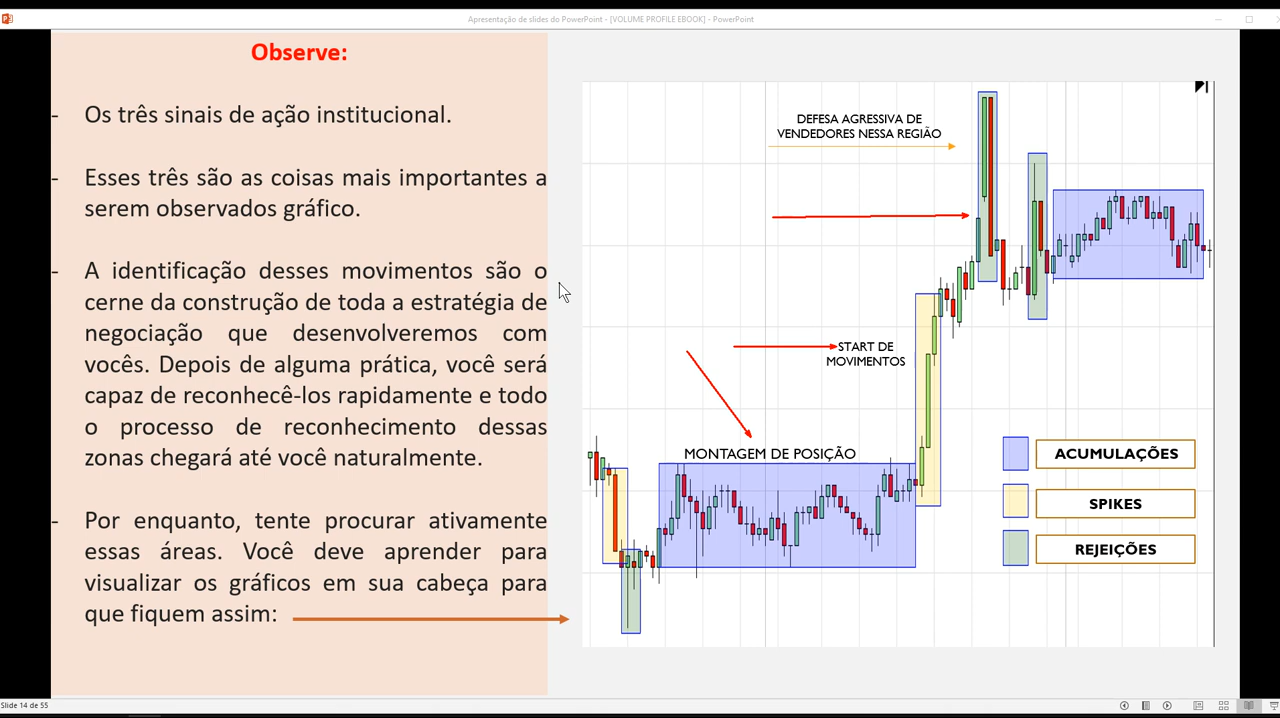 Apresentação de slides do PowerPoint - [VOLUME PROFILE EBOOK] - PowerPoint
Observe:
- Os três sinais de ação institucional.
- Esses três são as coisas mais importantes a
serem observados gráfico.
- A identificação desses movimentos são o
cerne da construção de toda a estratégia de
negociação que desenvolveremos com
vocês. Depois de alguma prática, você será
capaz de reconhecê-los rapidamente e todo
o processo de reconhecimento dessas
zonas chegará até você naturalmente.
- Por enquanto, tente procurar ativamente
essas áreas. Você deve aprender para
visualizar os gráficos em sua cabeça para
que fiquem assim:
DEFESA AGRESSIVA DE
VENDEDORES NESSA REGIÃO
START DE
MOVIMENTOS
MONTAGEM DE POSIÇÃO
ACUMULAÇÕES
SPIKES
REJEIÇÕES
Slide 14 de 55